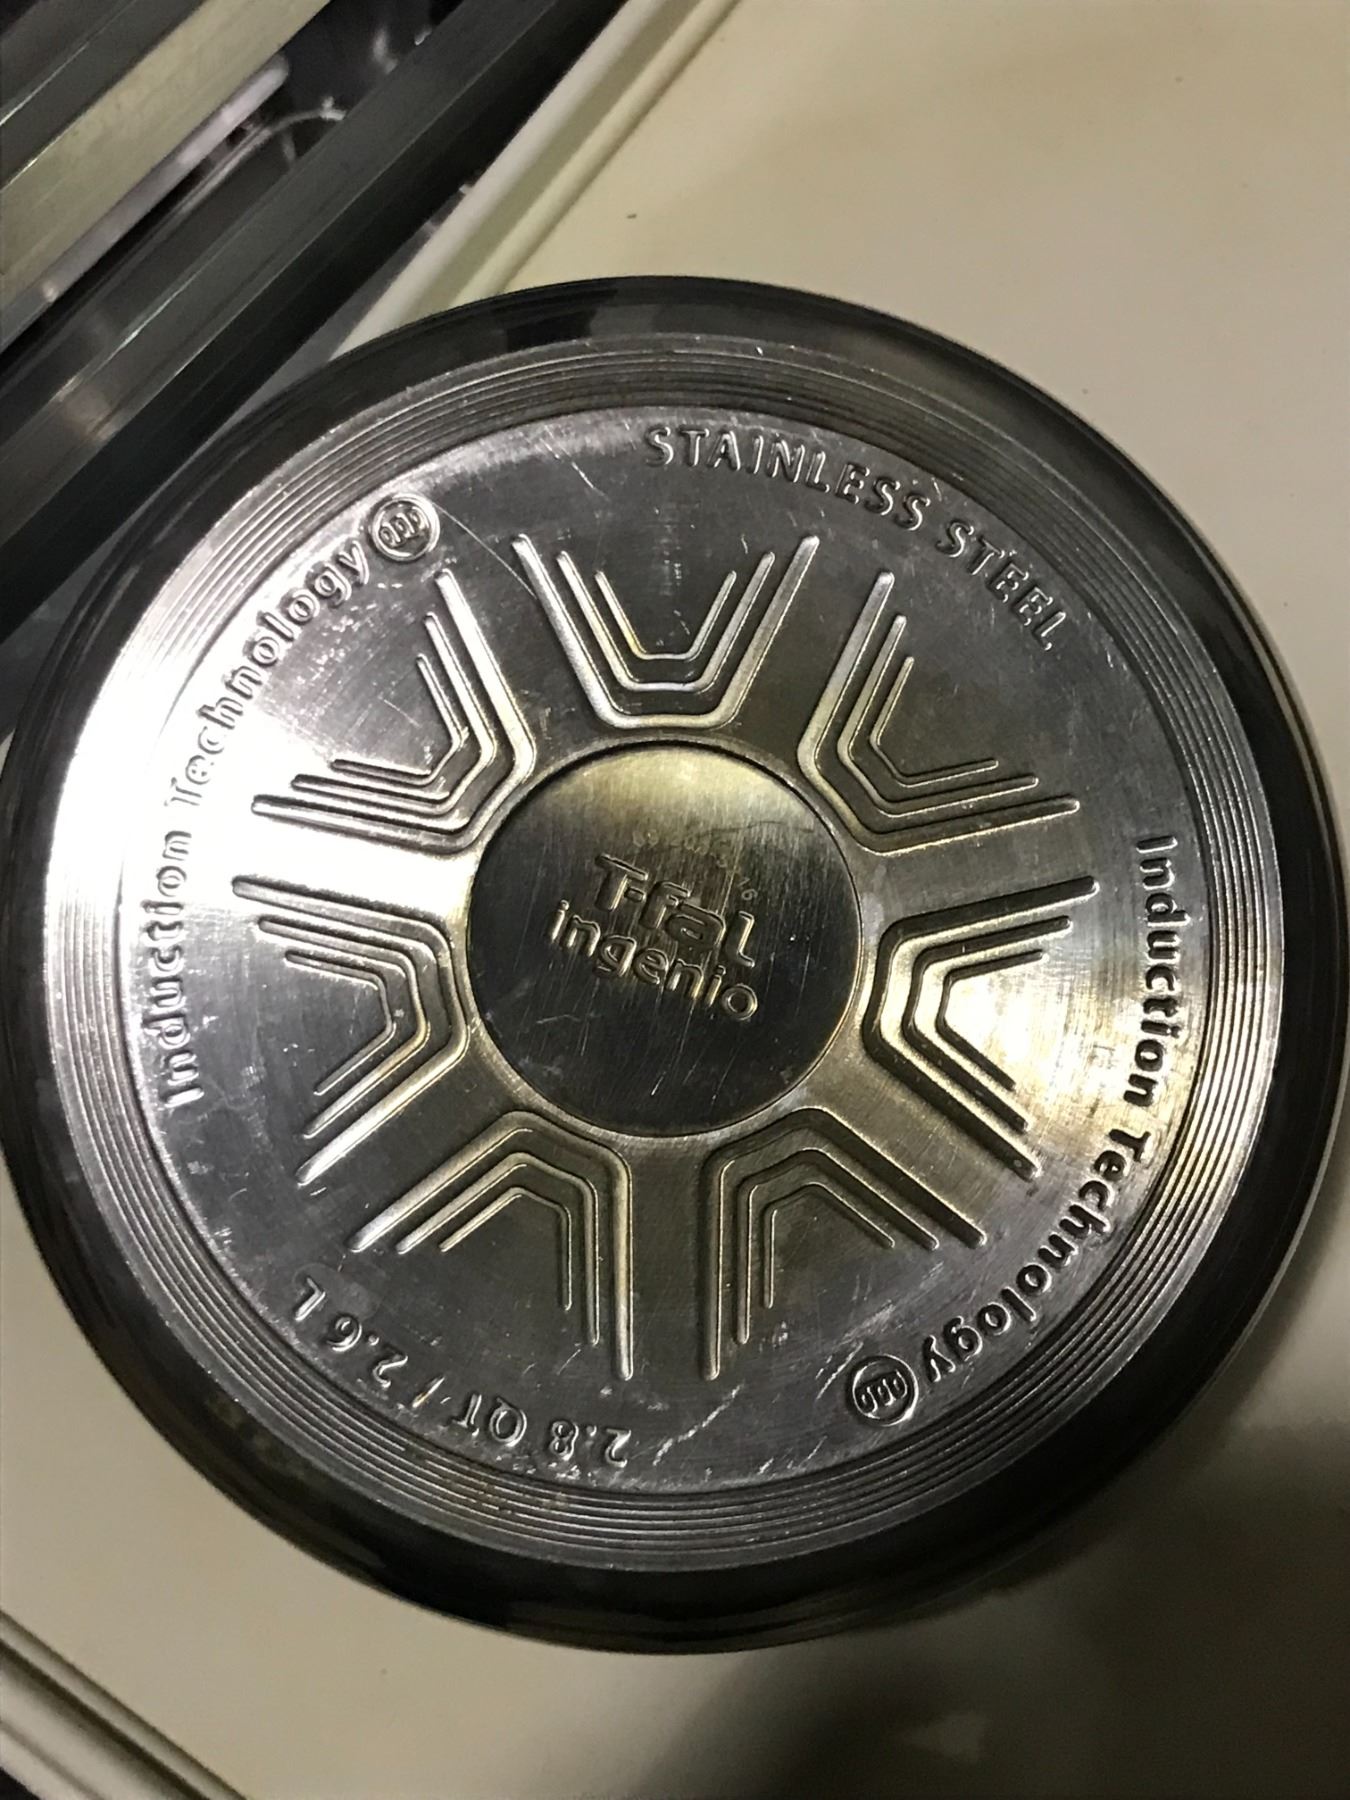 STAINLESS STEEL
Induction Technology
Induction Technology
T-fal
ingenio
2.8 QT / 2.6 L